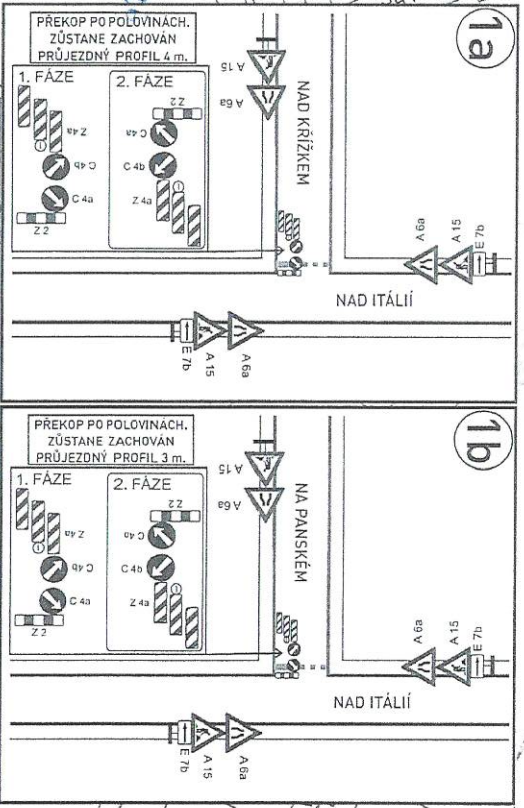 1a
PŘEKOP PO POLOVINÁCH.
ZŮSTANE ZACHOVÁN
PRŮJEZDNÝ PROFIL 4 m.
1. FÁZE
Z 4a
C 4b
C 4a
Z 2
2. FÁZE
Z 2
C 4a
C 4b
Z 4a
A 15
A 6a
NAD KŘÍŽKEM
A 6a
A 15
E 7b
NAD ITÁLIÍ
E 7b
A 15
A 6a
1b
PŘEKOP PO POLOVINÁCH.
ZŮSTANE ZACHOVÁN
PRŮJEZDNÝ PROFIL 3 m.
1. FÁZE
Z 4a
C 4b
C 4a
Z 2
2. FÁZE
Z 2
C 4a
C 4b
Z 4a
A 15
A 6a
NA PANSKÉM
A 6a
A 15
E 7b
NAD ITÁLIÍ
E 7b
A 15
A 6a